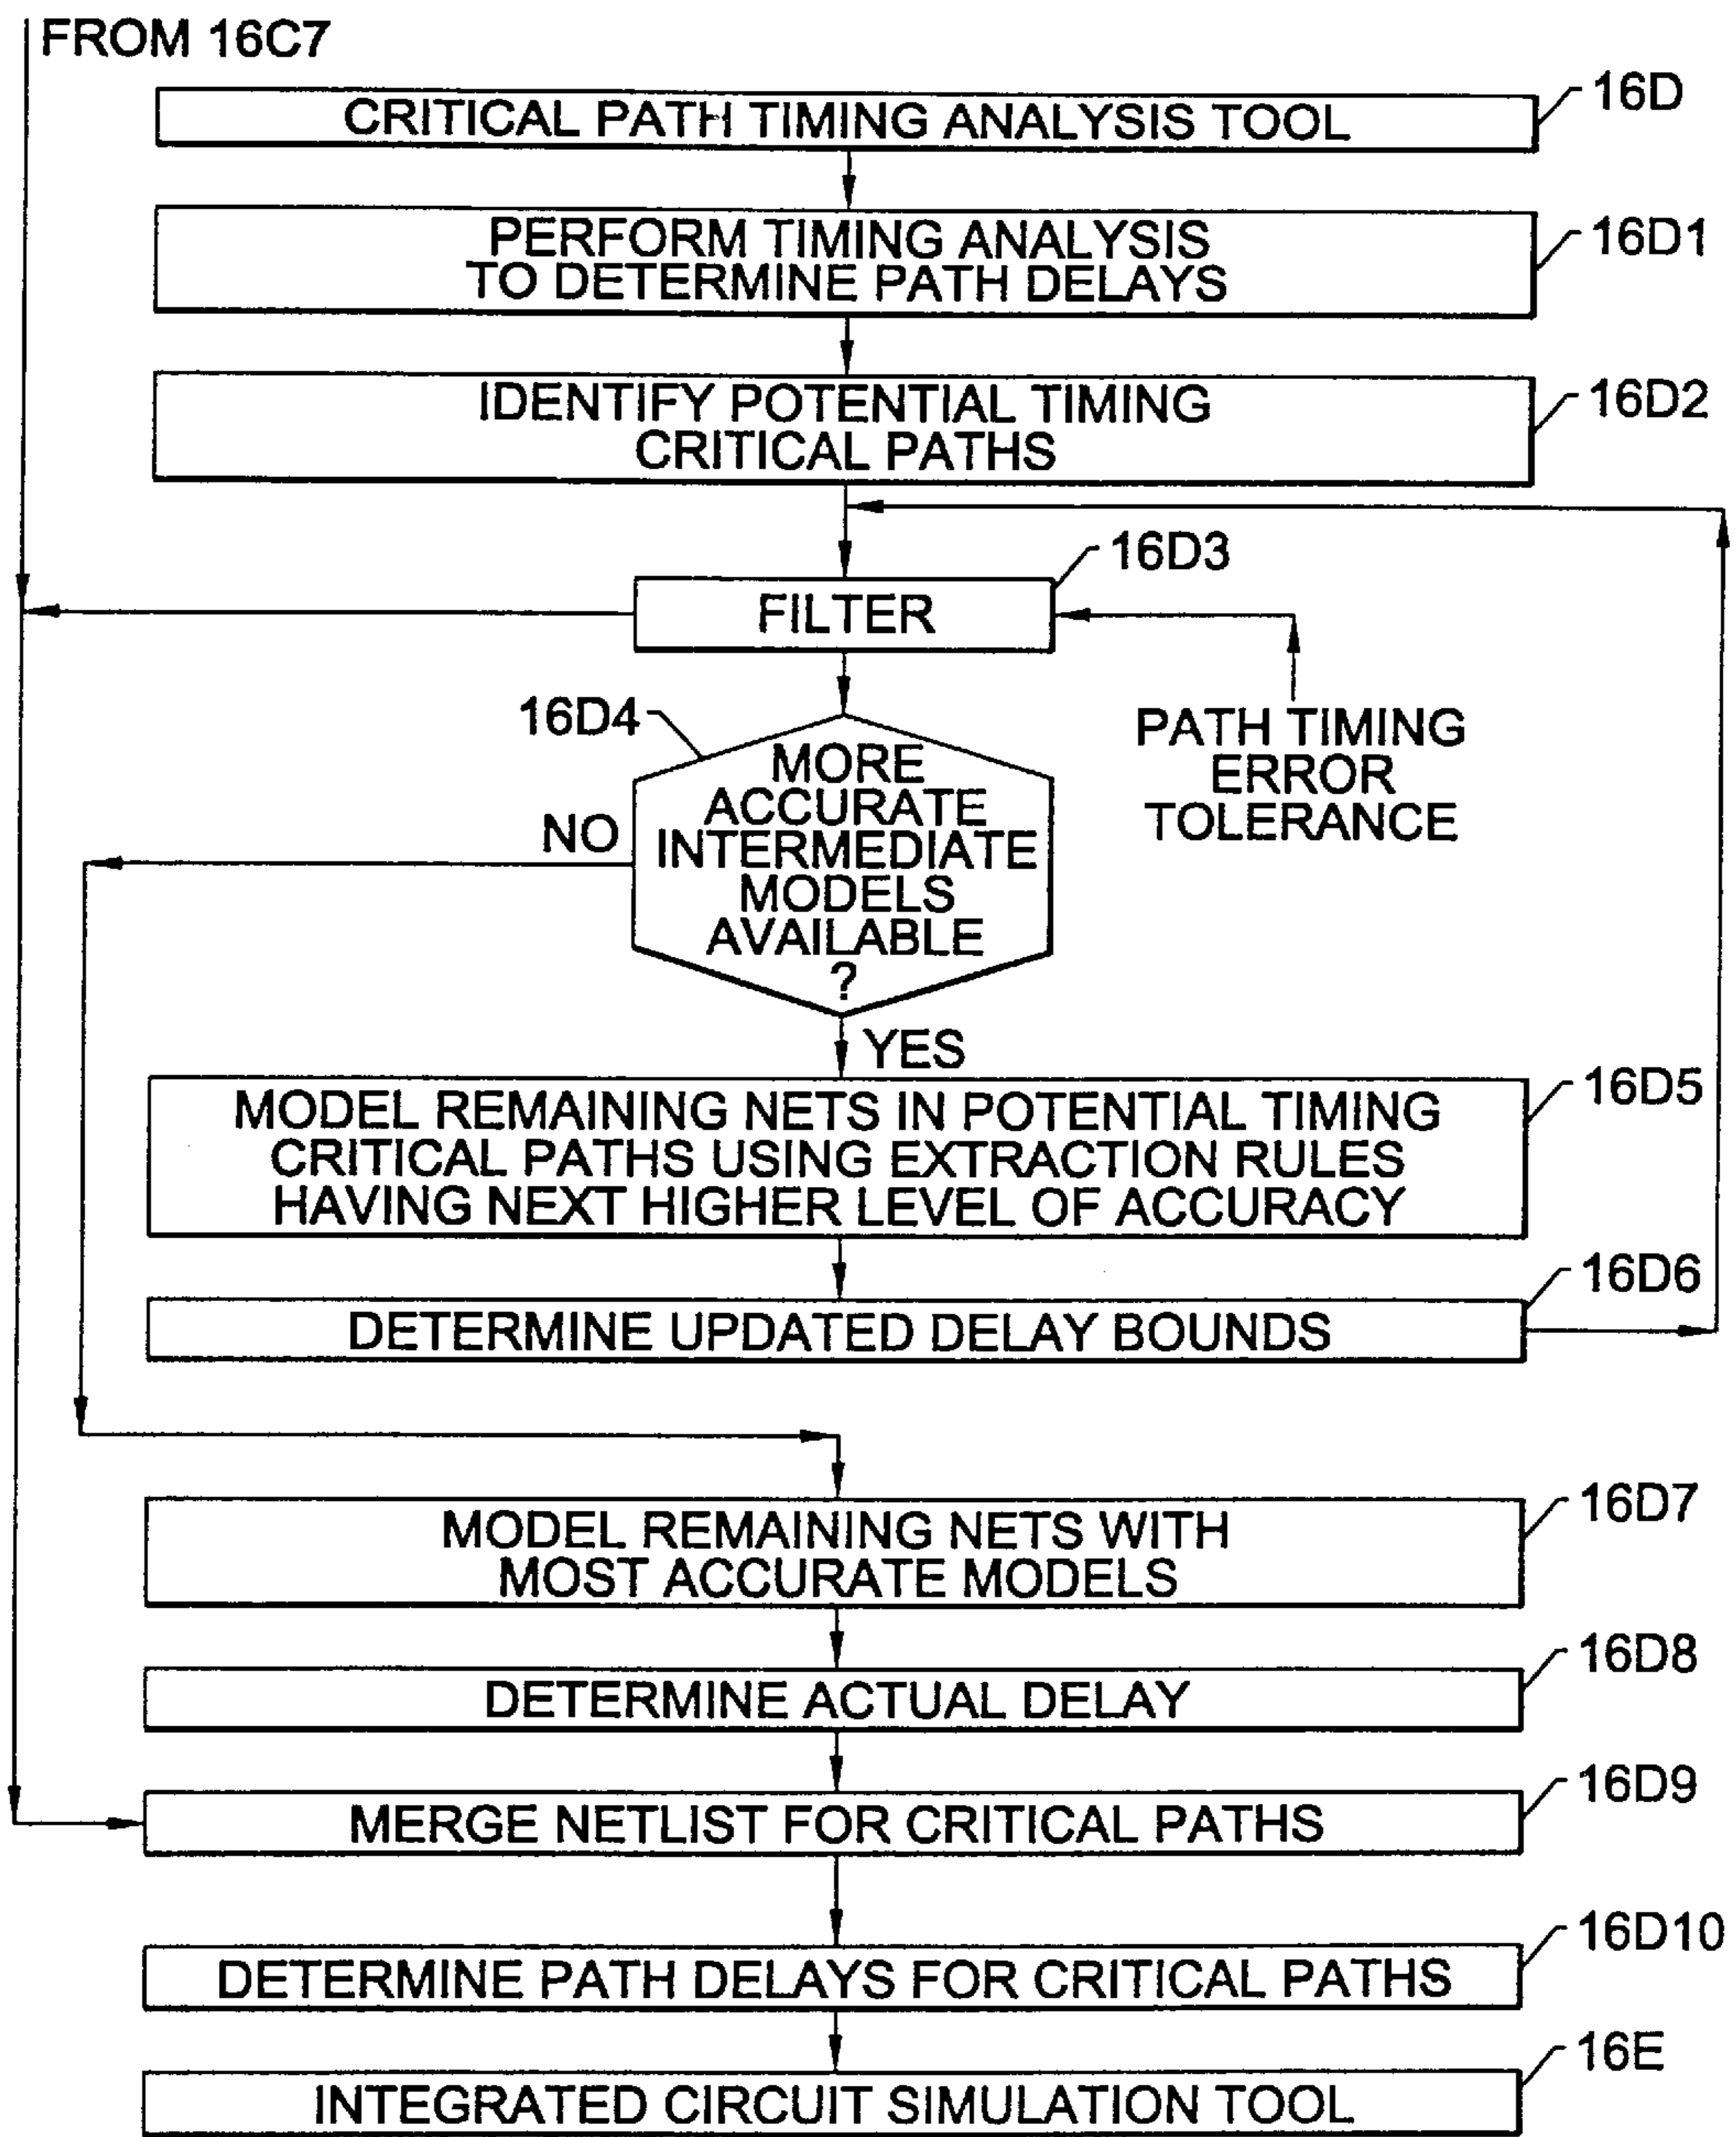 FROM 16C7
16D
CRITICAL PATH TIMING ANALYSIS TOOL
PERFORM TIMING ANALYSIS
TO DETERMINE PATH DELAYS
16D1
IDENTIFY POTENTIAL TIMING
CRITICAL PATHS
16D2
16D3
FILTER
PATH TIMING
ERROR
TOLERANCE
16D4
MORE
ACCURATE
INTERMEDIATE
MODELS
AVAILABLE
?
NO
YES
MODEL REMAINING NETS IN POTENTIAL TIMING
CRITICAL PATHS USING EXTRACTION RULES
HAVING NEXT HIGHER LEVEL OF ACCURACY
16D5
16D6
DETERMINE UPDATED DELAY BOUNDS
MODEL REMAINING NETS WITH
MOST ACCURATE MODELS
16D7
16D8
DETERMINE ACTUAL DELAY
16D9
MERGE NETLIST FOR CRITICAL PATHS
16D10
DETERMINE PATH DELAYS FOR CRITICAL PATHS
16E
INTEGRATED CIRCUIT SIMULATION TOOL